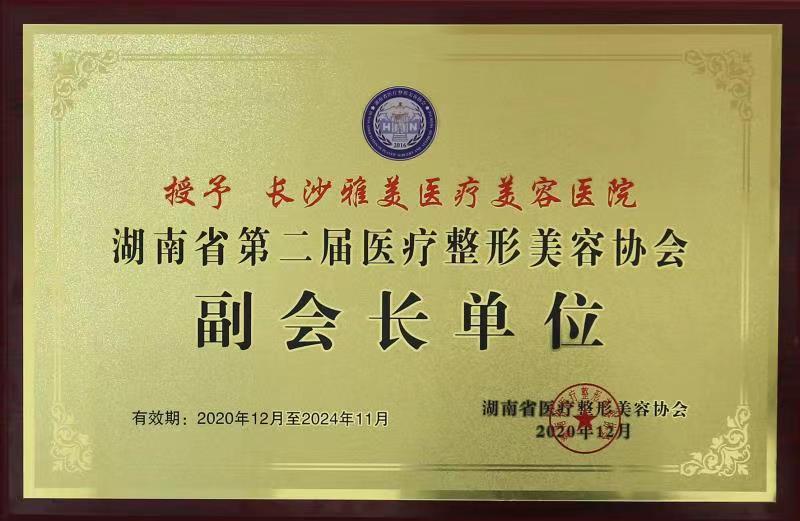 2016
授予 长沙雅美医疗美容医院
湖南省第二届医疗整形美容协会
副会长单位
有效期：2020年12月至2024年11月
湖南省医疗整形美容协会
2020年12月